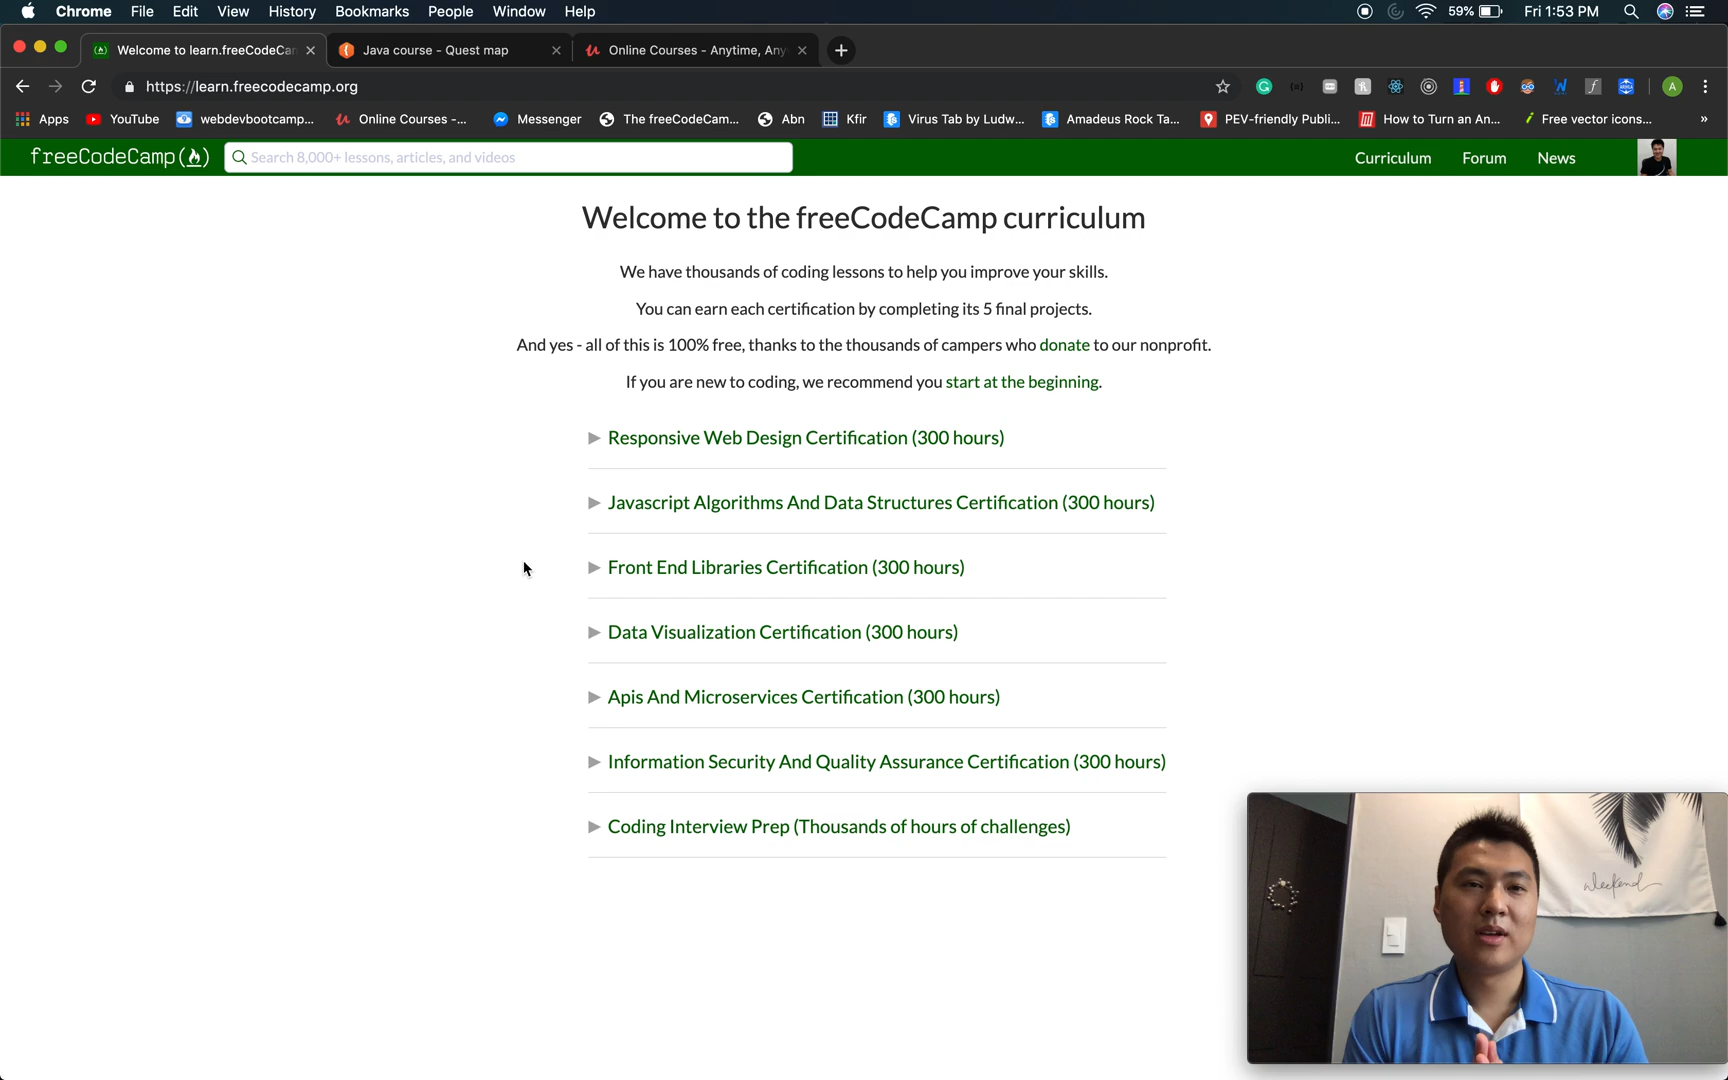 Chrome File Edit View History Bookmarks People Window Help 59% Fri 1:53 PM
Welcome to learn.freeCodeCa Java course - Quest map Online Courses - Anytime, Any
https://learn.freecodecamp.org
Apps YouTube webdevbootcamp... Online Courses -... Messenger The freeCodeCam... Abn Kfir Virus Tab by Ludw... Amadeus Rock Ta... PEV-friendly Publi... How to Turn an An... Free vector icons... »
freeCodeCamp Search 8,000+ lessons, articles, and videos Curriculum Forum News
Welcome to the freeCodeCamp curriculum
We have thousands of coding lessons to help you improve your skills.
You can earn each certification by completing its 5 final projects.
And yes - all of this is 100% free, thanks to the thousands of campers who donate to our nonprofit.
If you are new to coding, we recommend you start at the beginning.
Responsive Web Design Certification (300 hours)
Javascript Algorithms And Data Structures Certification (300 hours)
Front End Libraries Certification (300 hours)
Data Visualization Certification (300 hours)
Apis And Microservices Certification (300 hours)
Information Security And Quality Assurance Certification (300 hours)
Coding Interview Prep (Thousands of hours of challenges)
weekend